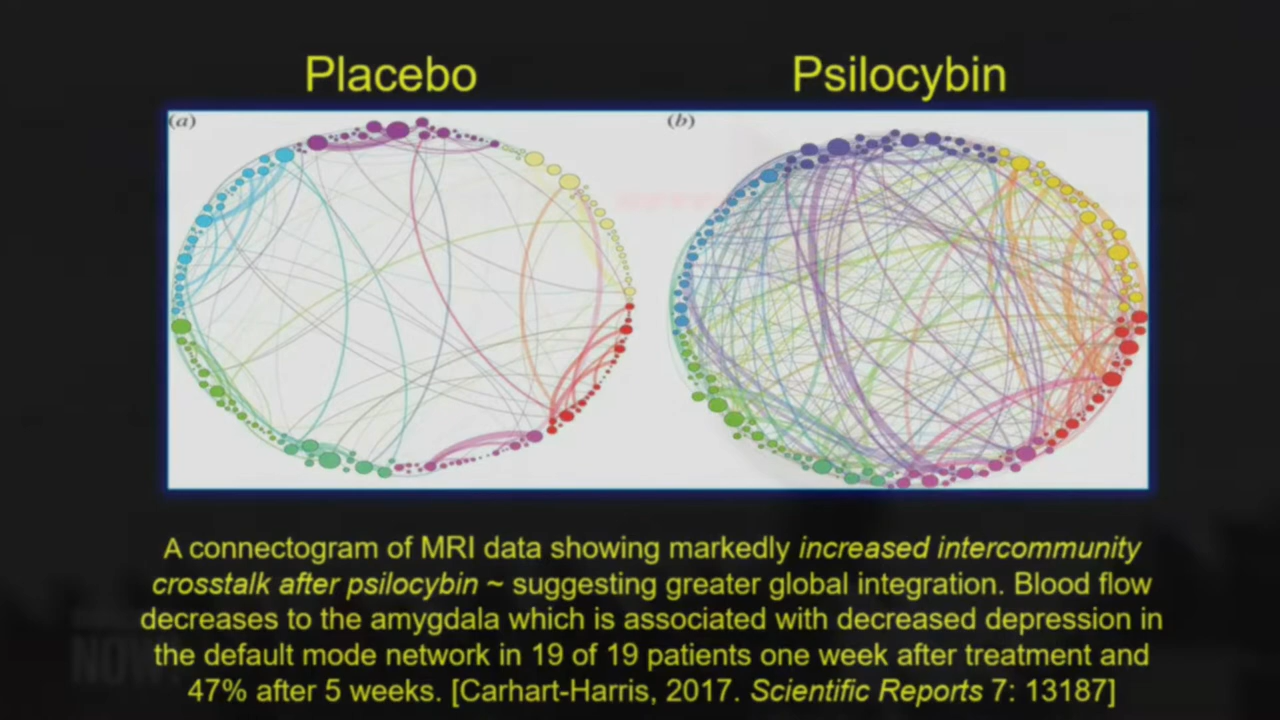 Placebo
Psilocybin
(a)
(b)
A connectogram of MRI data showing markedly increased intercommunity
crosstalk after psilocybin ~ suggesting greater global integration. Blood flow
decreases to the amygdala which is associated with decreased depression in
the default mode network in 19 of 19 patients one week after treatment and
47% after 5 weeks. [Carhart-Harris, 2017. Scientific Reports 7: 13187]
NOW